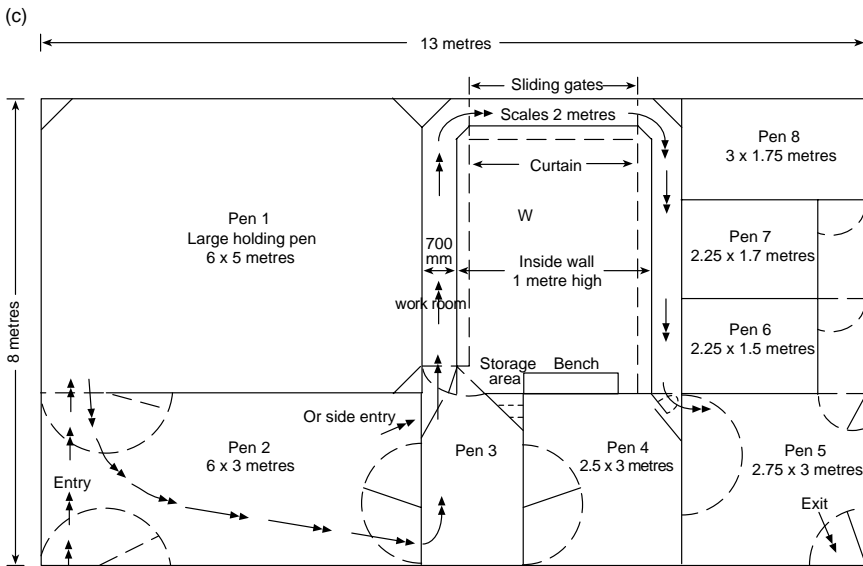 (c)
13 metres
Sliding gates
Scales 2 metres
Pen 8
3 x 1.75 metres
Curtain
W
Pen 1
Large holding pen
6 x 5 metres
700
mm
Inside wall
1 metre high
Pen 7
2.25 x 1.7 metres
work room
8 metres
Pen 6
2.25 x 1.5 metres
Storage
area
Bench
Or side entry
Pen 2
6 x 3 metres
Pen 3
Pen 4
2.5 x 3 metres
Pen 5
2.75 x 3 metres
Entry
Exit